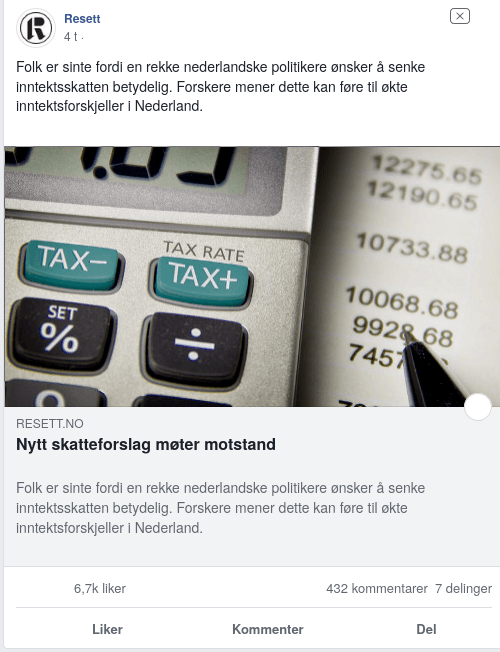 Resett
4 t ·
Folk er sinte fordi en rekke nederlandske politikere ønsker å senke
inntektsskatten betydelig. Forskere mener dette kan føre til økte
inntektsforskjeller i Nederland.
12275.65
12190.65
10733.88
TAX RATE
TAX−
TAX+
10068.68
9928.68
SET
%
÷
RESETT.NO
Nytt skatteforslag møter motstand
Folk er sinte fordi en rekke nederlandske politikere ønsker å senke
inntektsskatten betydelig. Forskere mener dette kan føre til økte
inntektsforskjeller i Nederland.
6,7k liker
432 kommentarer 7 delinger
Liker
Kommenter
Del